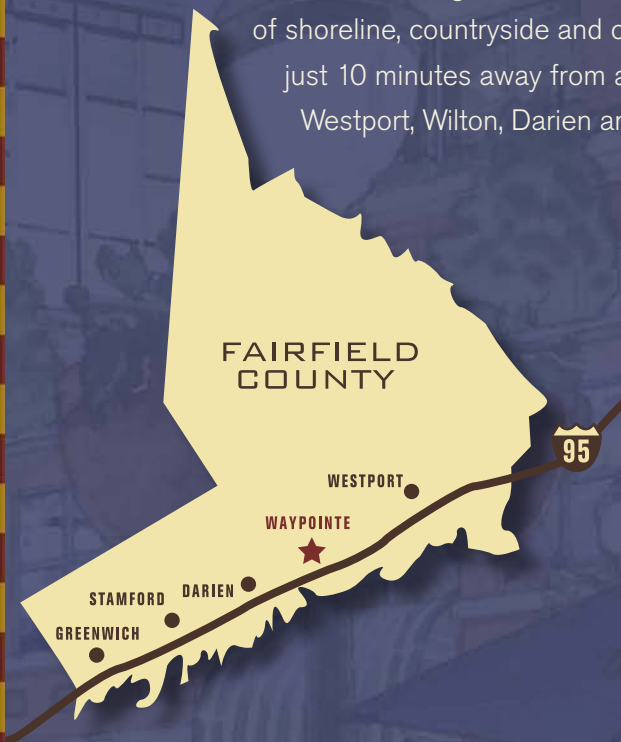 of shoreline, countryside and
just 10 minutes away from
Westport, Wilton, Darien
FAIRFIELD
COUNTY
95
WESTPORT
WAYPOINTE
DARIEN
STAMFORD
GREENWICH